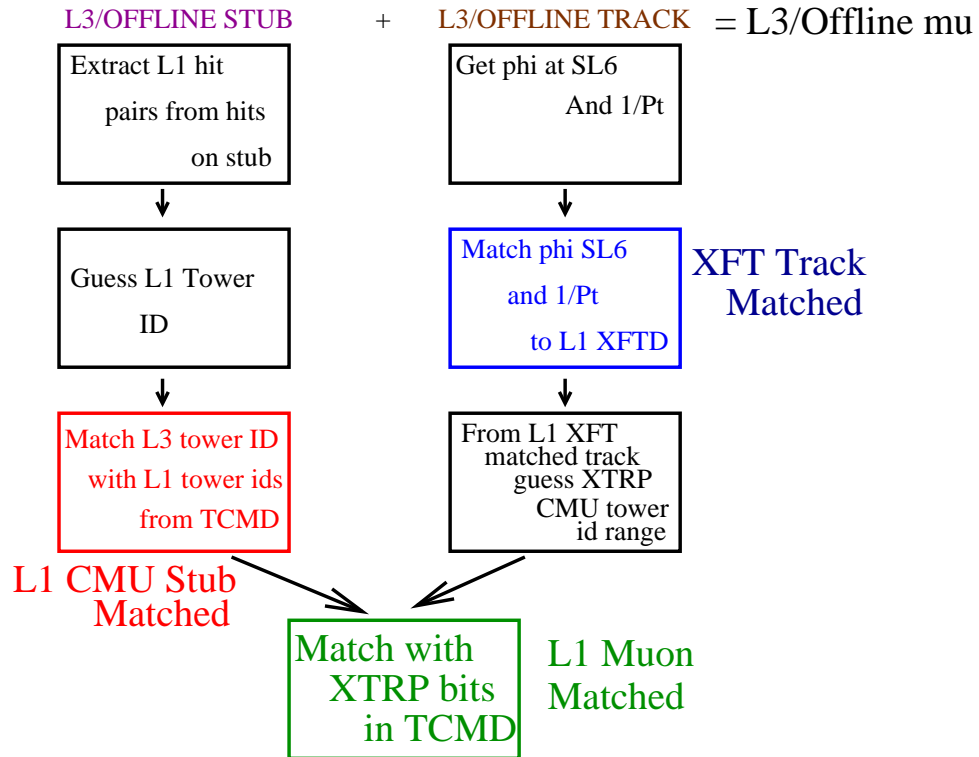 L3/OFFLINE STUB + L3/OFFLINE TRACK = L3/Offline mu
Extract L1 hit
pairs from hits
on stub
Get phi at SL6
And 1/Pt
Guess L1 Tower
ID
Match phi SL6
and 1/Pt
to L1 XFTD
XFT Track
Matched
Match L3 tower ID
with L1 tower ids
from TCMD
From L1 XFT
matched track
guess XTRP
CMU tower
id range
L1 CMU Stub
Matched
Match with
XTRP bits
in TCMD
L1 Muon
Matched